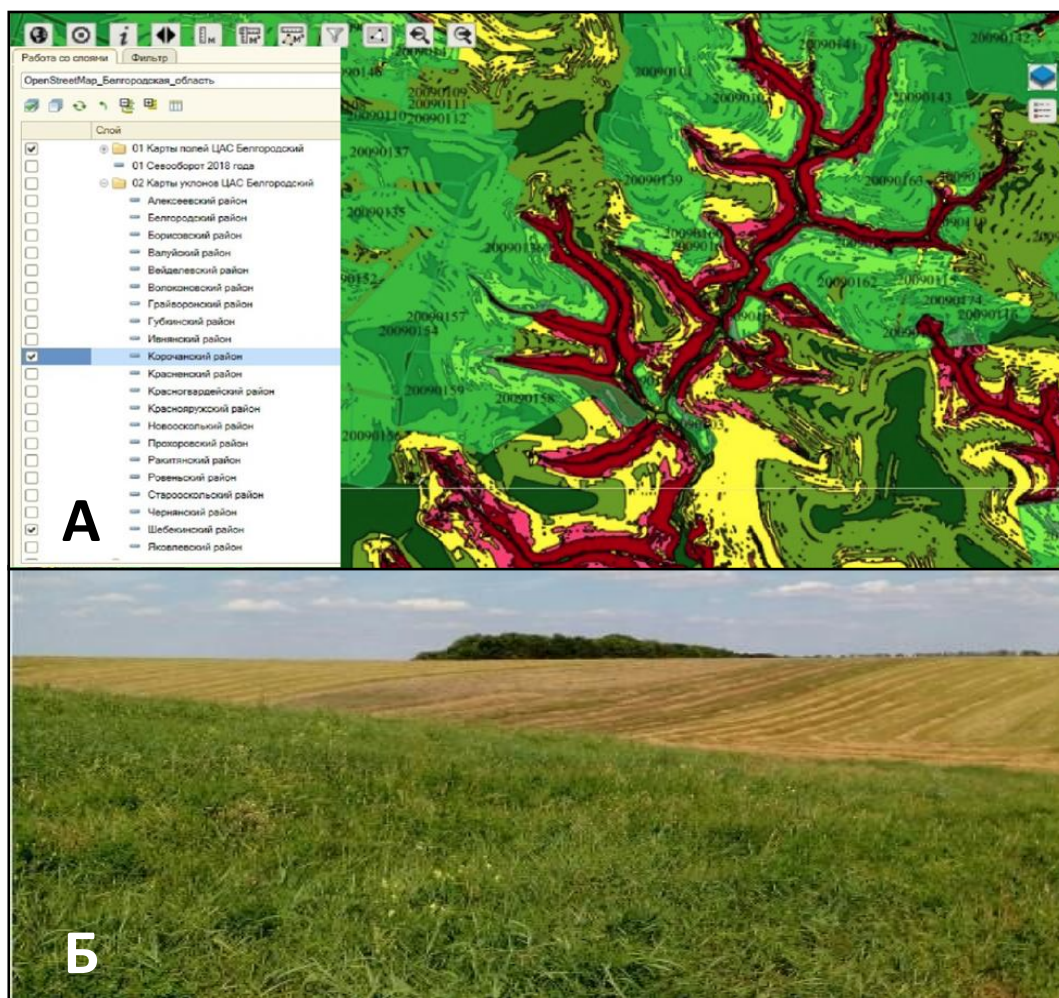 Работа со слоями Фильтр
OpenStreetMap_Белгородская_область
Слой
01 Карты полей ЦАС Белгородский
01 Севооборот 2018 года
02 Карты уклонов ЦАС Белгородский
Алексеевский район
Белгородский район
Борисовский район
Валуйский район
Вейделевский район
Волоконовский район
Грайворонский район
Губкинский район
Ивнянский район
Корочанский район
Красненский район
Красногвардейский район
Краснояружский район
Новооскольский район
Прохоровский район
Ракитянский район
Ровеньский район
Старооскольский район
Чернянский район
Шебекинский район
Яковлевский район
А
20090141
20090142
20090143
20090109
20090111
20090112
20090137
20090139
20090163
20090162
20090174
20090116
20090157
20090154
20090159
20090158
Б